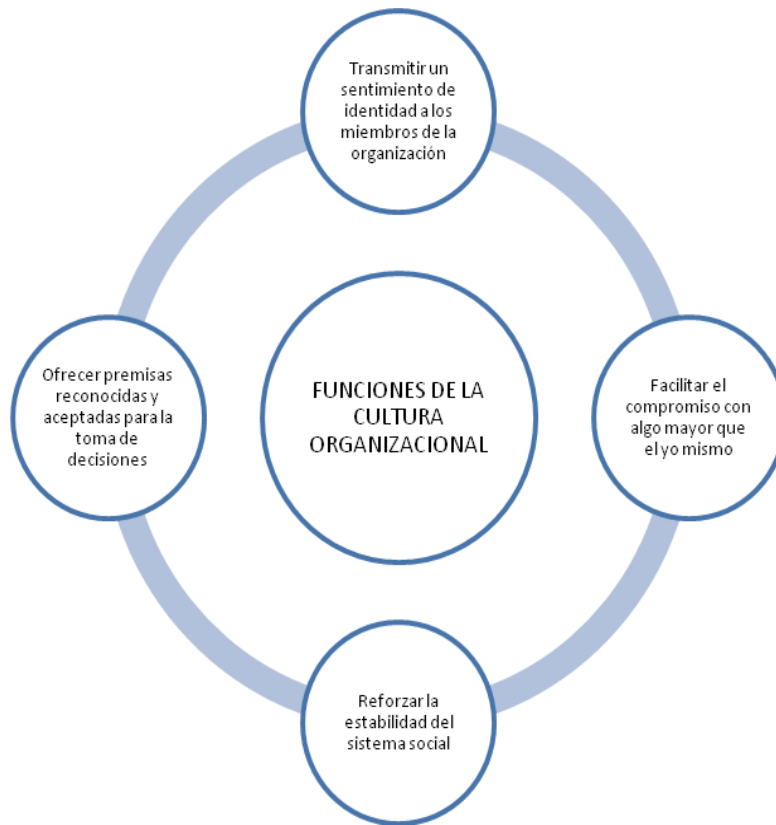 Transmitir un
sentimiento de
identidad a los
miembros de la
organización
Ofrecer premisas
reconocidas y
aceptadas para la
toma de
decisiones
FUNCIONES DE LA
CULTURA
ORGANIZACIONAL
Facilitar el
compromiso con
algo mayor que
el yo mismo
Reforzar la
estabilidad del
sistema social